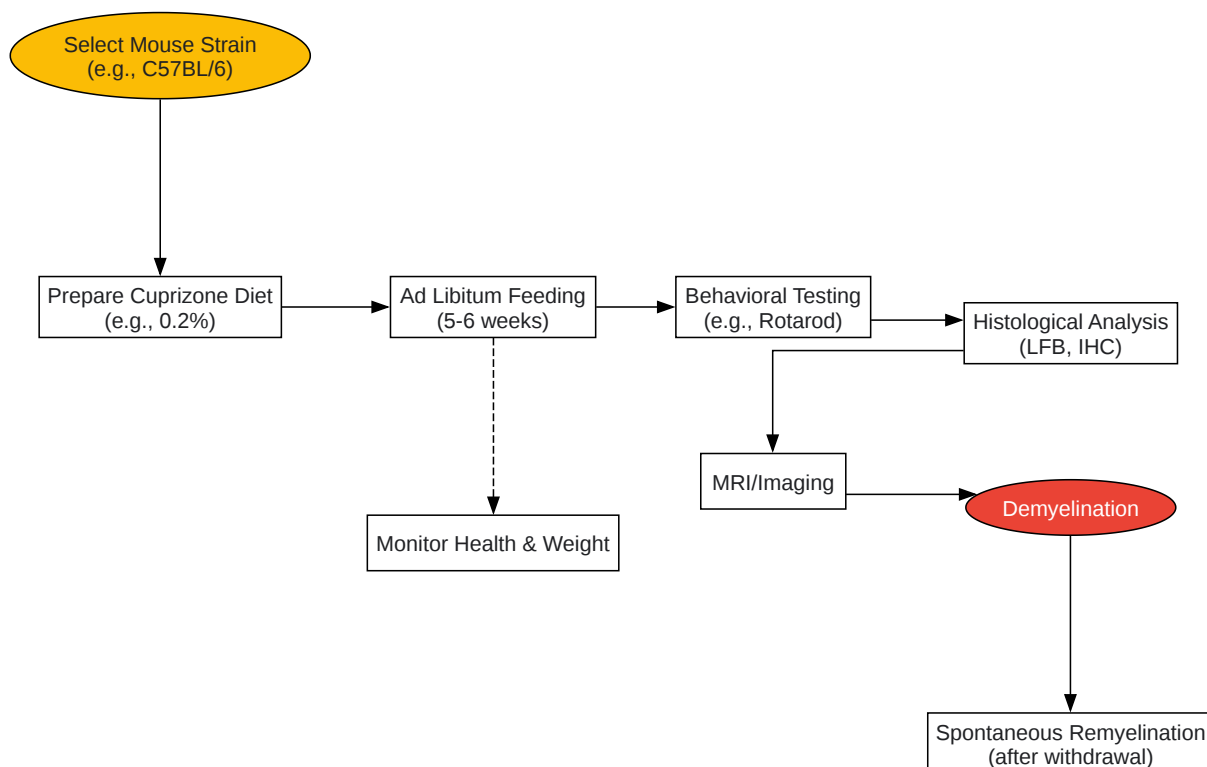 Select Mouse Strain
(e.g., C57BL/6)
Prepare Cuprizone Diet
(e.g., 0.2%)
Ad Libitum Feeding
(5-6 weeks)
Behavioral Testing
(e.g., Rotarod)
Histological Analysis
(LFB, IHC)
MRI/Imaging
Demyelination
Monitor Health & Weight
Spontaneous Remyelination
(after withdrawal)